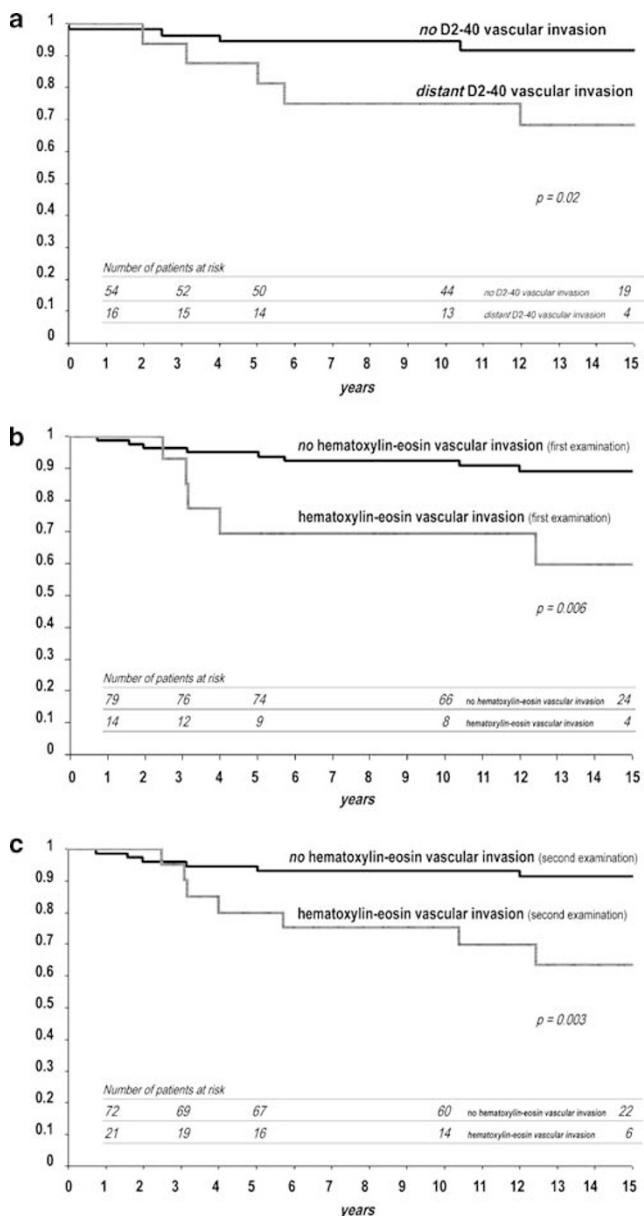 a
1
no D2-40 vascular invasion
0.9
0.8
distant D2-40 vascular invasion
0.7
0.6
0.5
0.4
p = 0.02
0.3
Number of patients at risk
0.2
54 52 50 44 no D2-40 vascular invasion 19
0.1
16 15 14 13 distant D2-40 vascular invasion 4
0
0 1 2 3 4 5 6 7 8 9 10 11 12 13 14 15
years
b
1
no hematoxylin-eosin vascular invasion (first examination)
0.9
0.8
hematoxylin-eosin vascular invasion (first examination)
0.7
0.6
0.5
p = 0.006
0.4
0.3
0.2
Number of patients at risk
79 76 74 66 no hematoxylin-eosin vascular invasion 24
0.1
14 12 9 8 hematoxylin-eosin vascular invasion 4
0
0 1 2 3 4 5 6 7 8 9 10 11 12 13 14 15
years
c
1
no hematoxylin-eosin vascular invasion (second examination)
0.9
0.8
hematoxylin-eosin vascular invasion (second examination)
0.7
0.6
0.5
0.4
p = 0.003
0.3
0.2
Number of patients at risk
72 69 67 60 no hematoxylin-eosin vascular invasion 22
0.1
21 19 16 14 hematoxylin-eosin vascular invasion 6
0
0 1 2 3 4 5 6 7 8 9 10 11 12 13 14 15
years